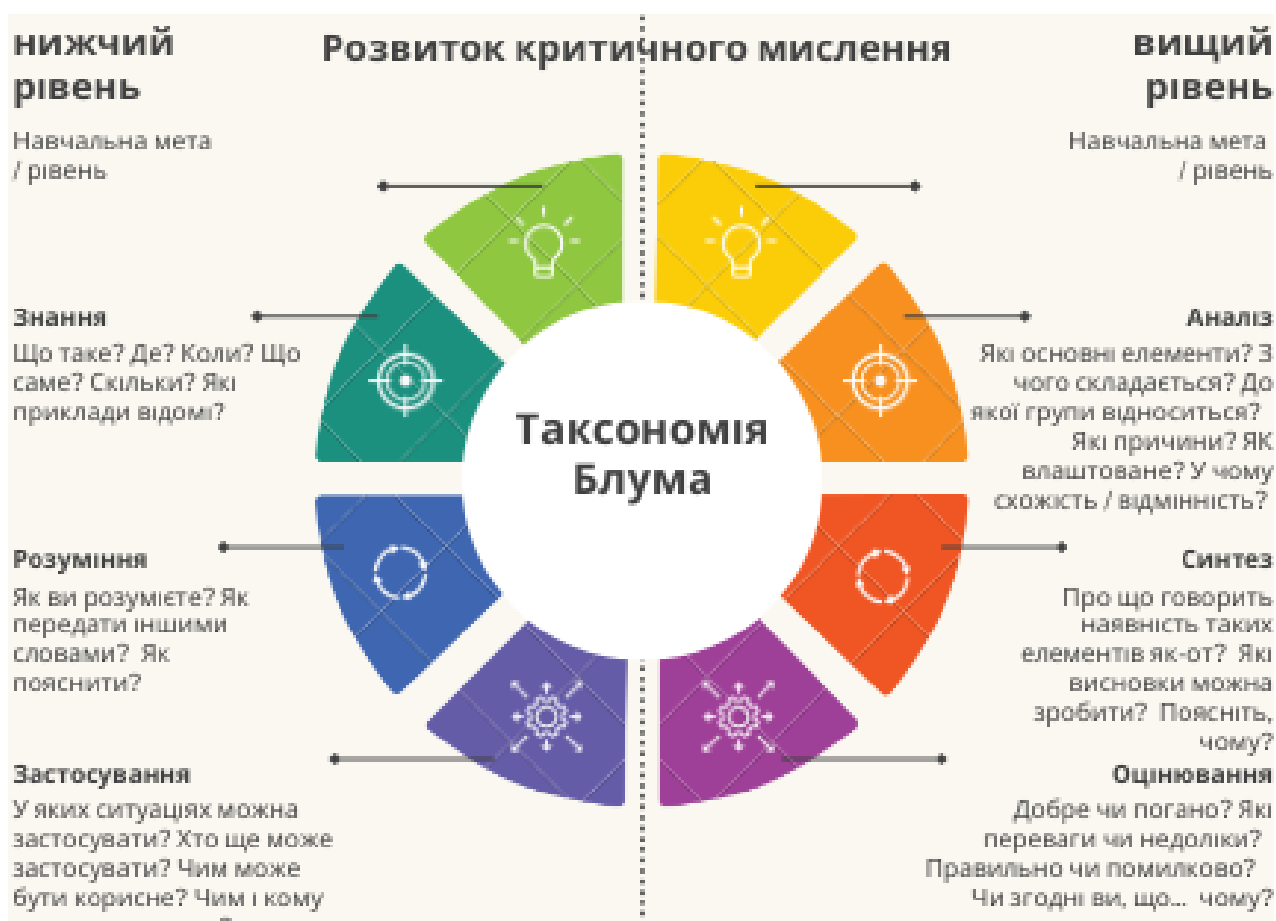 нижчий
рівень
Розвиток критичного мислення
вищий
рівень
Навчальна мета
/ рівень
Навчальна мета
/ рівень
Знання
Що таке? Де? Коли? Що
саме? Скільки? Які
приклади відомі?
Розуміння
Як ви розумієте? Як
передати іншими
словами? Як
пояснити?
Застосування
У яких ситуаціях можна
застосувати? Хто ще може
застосувати? Чим може
бути корисне? Чим і кому
Таксономія
Блума
Аналіз
Які основні елементи? З
чого складається? До
якої групи відноситься?
Які причини? ЯК
влаштоване? У чому
схожість / відмінність?
Синтез
Про що говорить
наявність таких
елементів як-от? Які
висновки можна
зробити? Поясніть,
чому?
Оцінювання
Добре чи погано? Які
переваги чи недоліки?
Правильно чи помилково?
Чи згодні ви, що... чому?